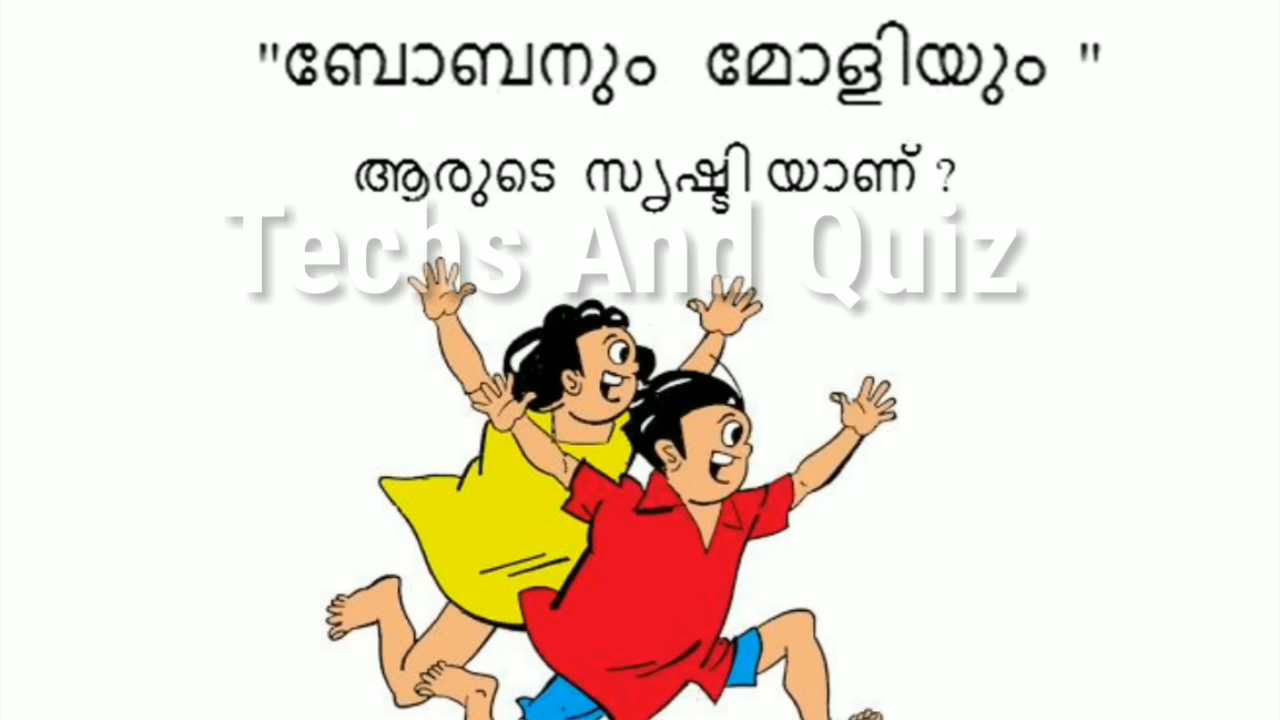 "ബോബനും മോളിയും "
ആരുടെ സൃഷ്ടി യാണ് ?
Techs And Quiz